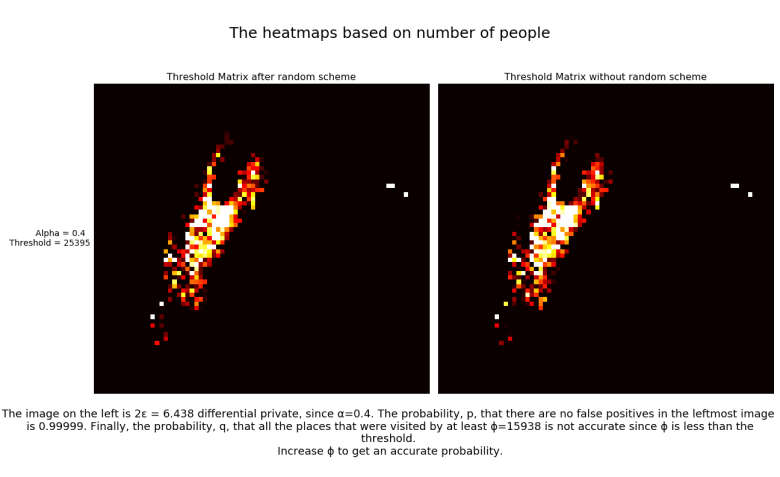 The heatmaps based on number of people
Threshold Matrix after random scheme
Threshold Matrix without random scheme
Alpha = 0.4
Threshold = 25395
The image on the left is 2ε = 6.438 differential private, since α=0.4. The probability, p, that there are no false positives in the leftmost image
is 0.99999. Finally, the probability, q, that all the places that were visited by at least ϕ=15938 is not accurate since ϕ is less than the
threshold.
Increase ϕ to get an accurate probability.